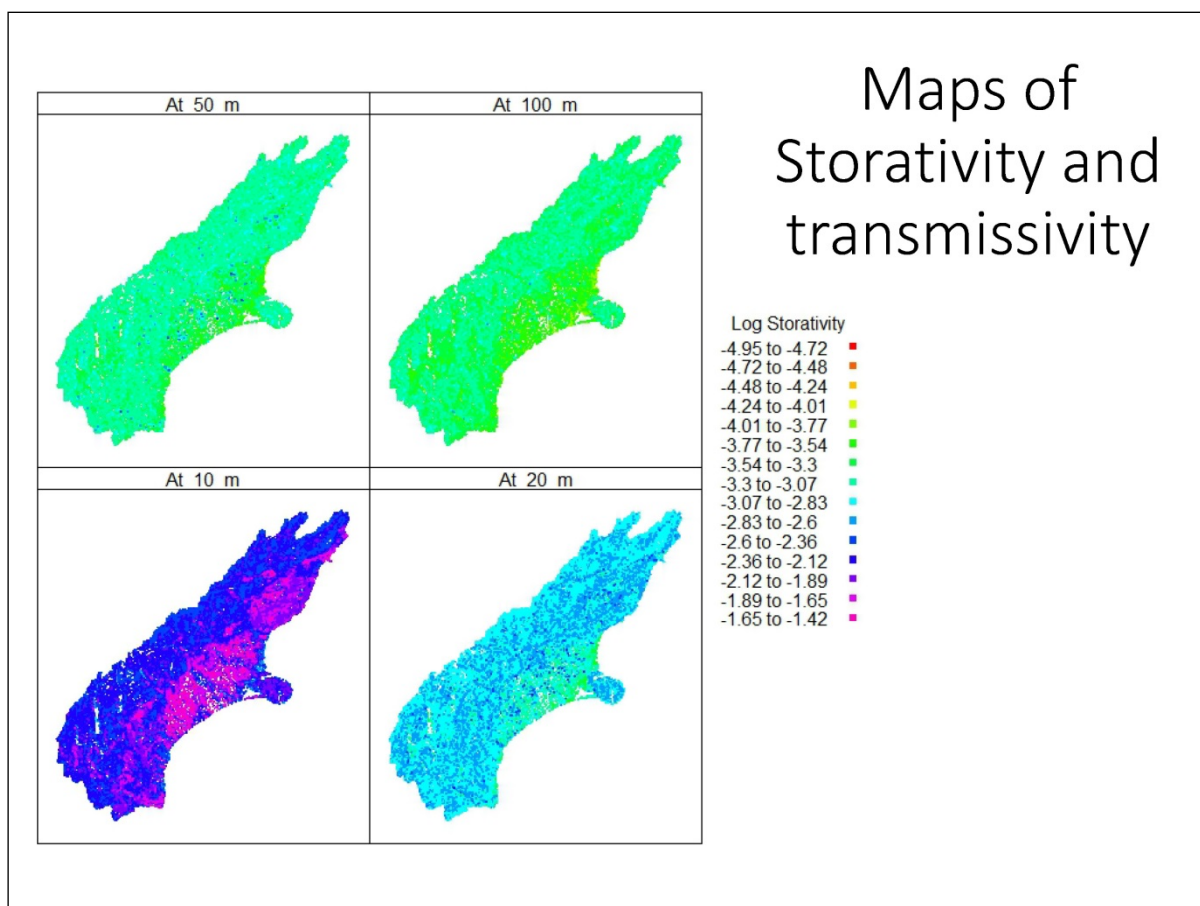 Maps of
Storativity and
transmissivity
At 50 m
At 100 m
At 10 m
At 20 m
Log Storativity
-4.95 to -4.72
-4.72 to -4.48
-4.48 to -4.24
-4.24 to -4.01
-4.01 to -3.77
-3.77 to -3.54
-3.54 to -3.3
-3.3 to -3.07
-3.07 to -2.83
-2.83 to -2.6
-2.6 to -2.36
-2.36 to -2.12
-2.12 to -1.89
-1.89 to -1.65
-1.65 to -1.42